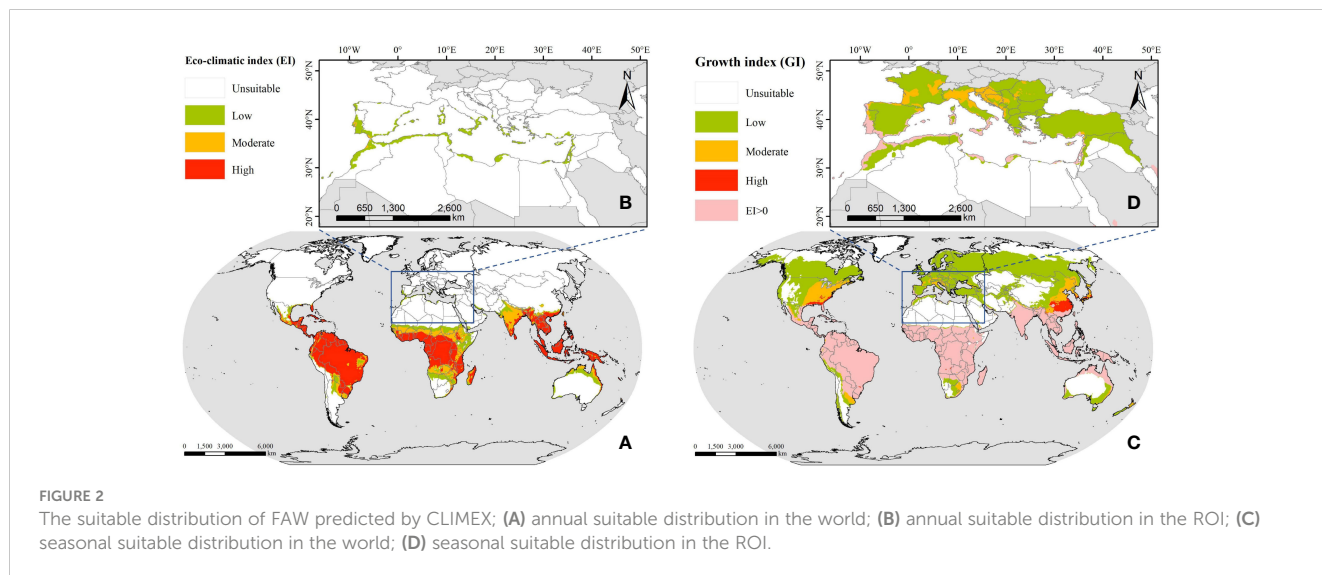 10°W 0° 10°E 20°E 30°E 40°E 50°E
Eco-climatic index (EI)
Unsuitable
Low
Moderate
High
50°N
40°N
30°N
20°N
N
B
0 650 1,300 2,600
km
10°W 0° 10°E 20°E 30°E 40°E 50°E
Growth index (GI)
Unsuitable
Low
Moderate
High
EI>0
50°N
40°N
30°N
20°N
N
D
0 650 1,300 2,600
km
0 1,500 3,000 6,000
km
A
0 1,500 3,000 6,000
km
C
FIGURE 2
The suitable distribution of FAW predicted by CLIMEX; (A) annual suitable distribution in the world; (B) annual suitable distribution in the ROI; (C)
seasonal suitable distribution in the world; (D) seasonal suitable distribution in the ROI.